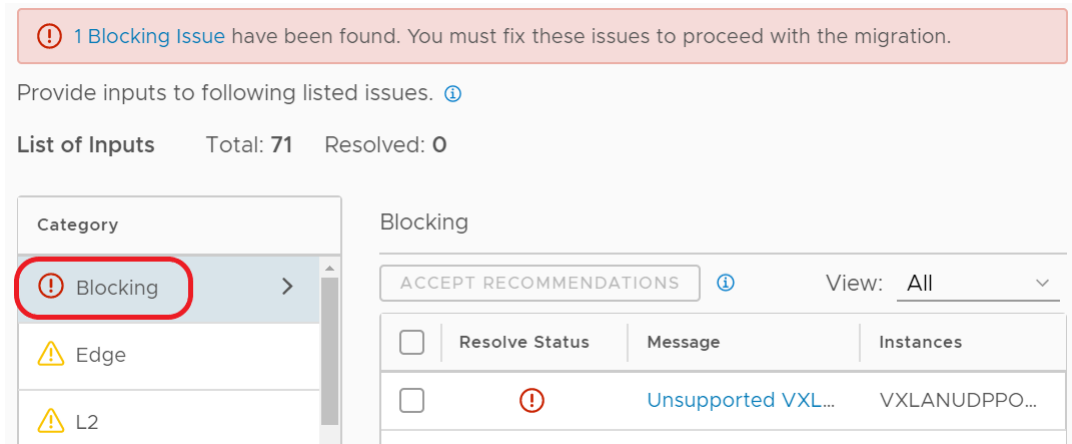 1 Blocking Issue have been found. You must fix these issues to proceed with the migration.
Provide inputs to following listed issues.
List of Inputs Total: 71 Resolved: 0
Category
Blocking
Edge
L2
Blocking
ACCEPT RECOMMENDATIONS View: All
Resolve Status Message Instances
Unsupported VXL... VXLANUDPPO...